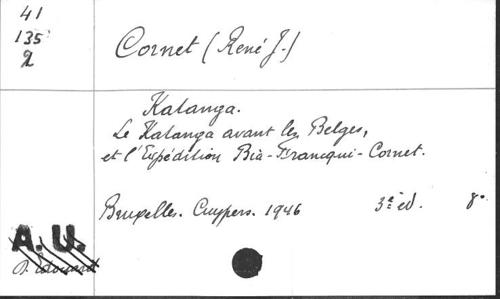 41
135
2
Cornet (René J.)
Katanga.
Le Katanga avant les Belges,
et l'Expédition Bia-Francqui-Cornet.
Bruxelles. Cuypers. 1946 3e éd. 8°
A. U.